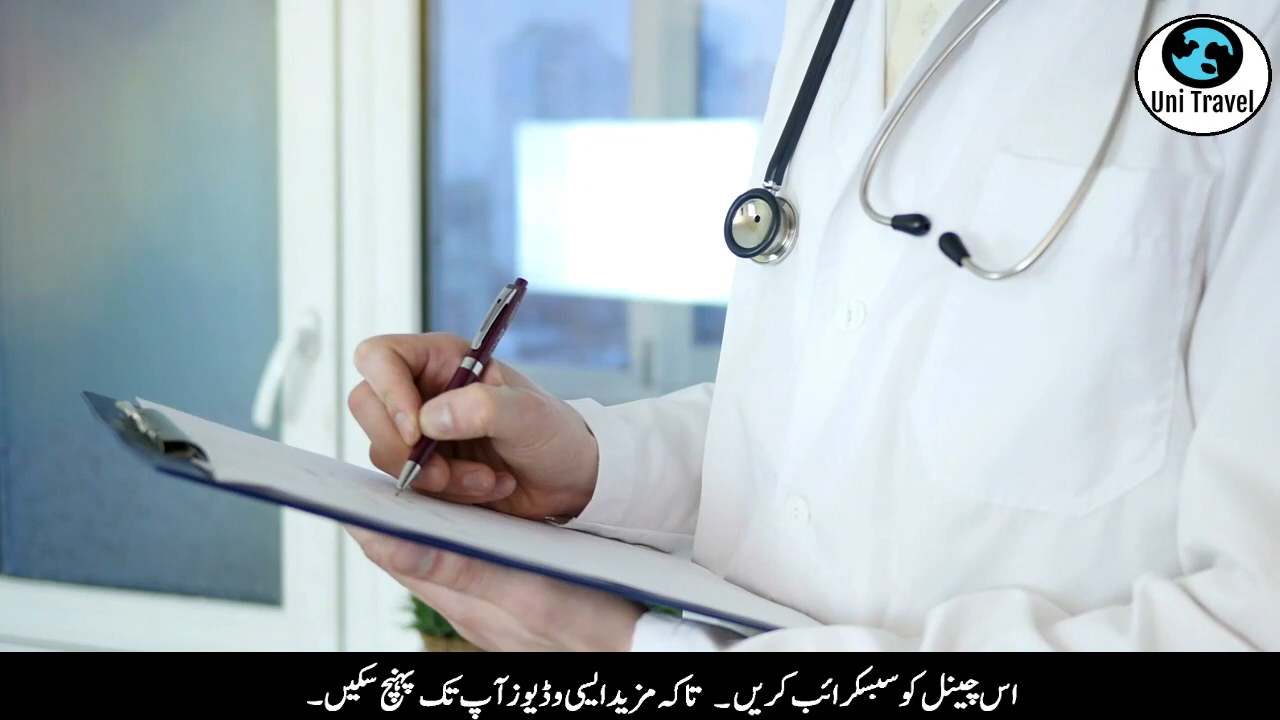 Uni Travel
اس چینل کو سبسکرائب کریں۔ تاکہ مزید ایسی وڈیوز آپ تک پہنچ سکیں۔